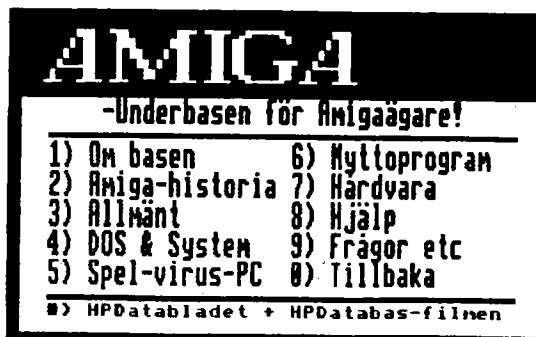 AMIGA
-Underbasen för Amigaägare!
1) Om basen 6) Nyttoprogram
2) Amiga-historia 7) Hårdvara
3) Allmänt 8) Hjälp
4) DOS & System 9) Frågor etc
5) Spel-virus-PC 0) Tillbaka
#) HPDatabladet + HPDatabas-filmen